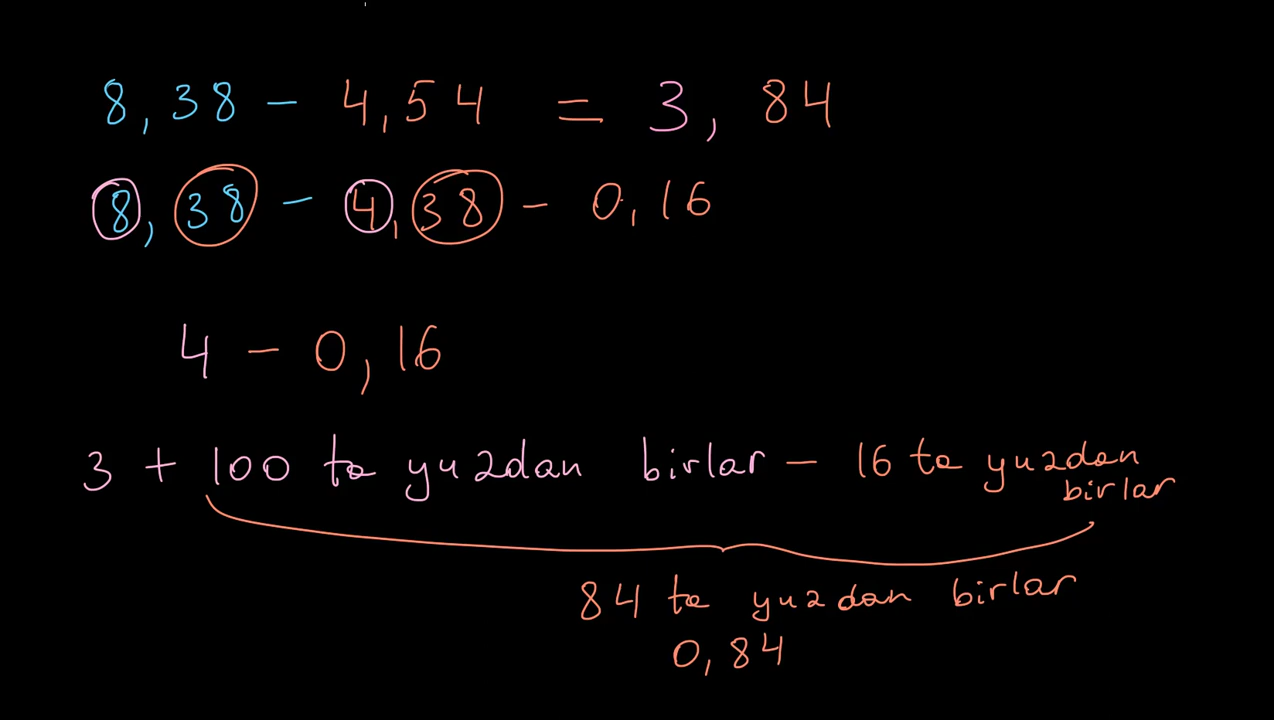 8,38 - 4,54 = 3,84
8,38 - 4,38 - 0,16
4 - 0,16
3 + 100 ta yuzdan birlar - 16 ta yuzdan
birlar
84 ta yuzdan birlar
0,84